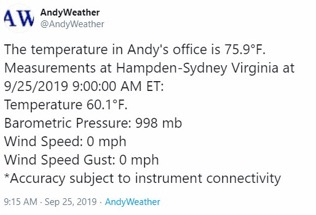 AW
AndyWeather
@AndyWeather
The temperature in Andy's office is 75.9°F.
Measurements at Hampden-Sydney Virginia at
9/25/2019 9:00:00 AM ET:
Temperature 60.1°F.
Barometric Pressure: 998 mb
Wind Speed: 0 mph
Wind Speed Gust: 0 mph
*Accuracy subject to instrument connectivity
9:15 AM - Sep 25, 2019 · AndyWeather